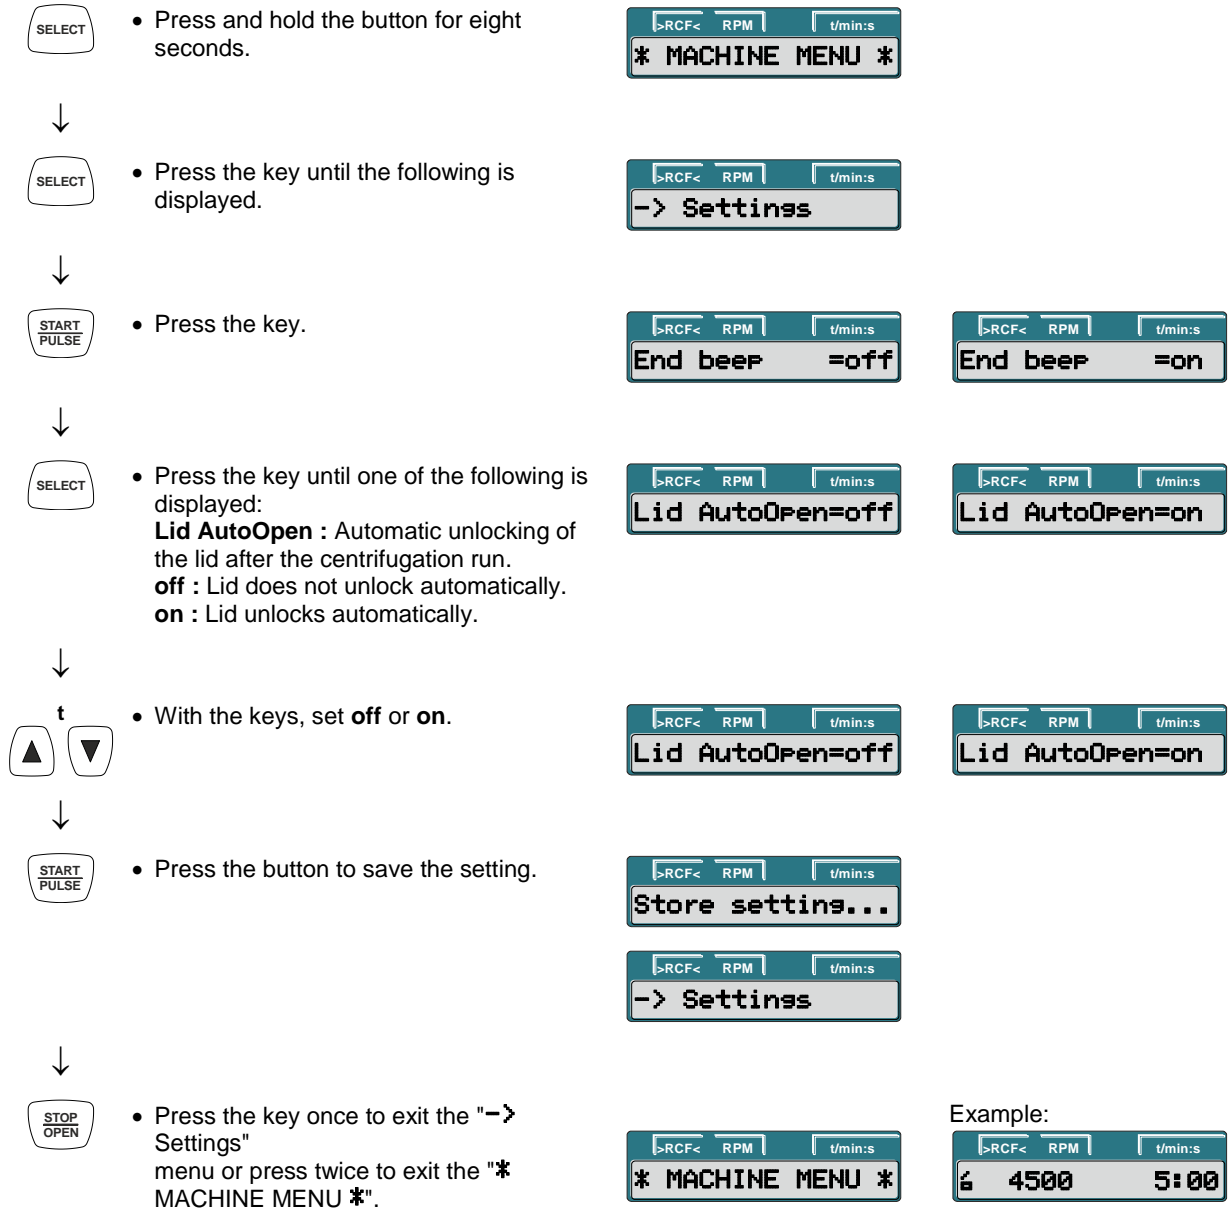 SELECT
• Press and hold the button for eight
seconds.
>RCF< RPM t/min:s
* MACHINE MENU *
↓
SELECT
• Press the key until the following is
displayed.
>RCF< RPM t/min:s
-> Settings
↓
START
PULSE
• Press the key.
>RCF< RPM t/min:s
End beep =off
>RCF< RPM t/min:s
End beep =on
↓
SELECT
• Press the key until one of the following is
displayed:
Lid AutoOpen : Automatic unlocking of
the lid after the centrifugation run.
off : Lid does not unlock automatically.
on : Lid unlocks automatically.
>RCF< RPM t/min:s
Lid AutoOpen=off
>RCF< RPM t/min:s
Lid AutoOpen=on
↓
t
• With the keys, set off or on.
>RCF< RPM t/min:s
Lid AutoOpen=off
>RCF< RPM t/min:s
Lid AutoOpen=on
↓
START
PULSE
• Press the button to save the setting.
>RCF< RPM t/min:s
Store setting...
>RCF< RPM t/min:s
-> Settings
↓
STOP
OPEN
• Press the key once to exit the "->
Settings"
menu or press twice to exit the "*
MACHINE MENU *".
>RCF< RPM t/min:s
* MACHINE MENU *
Example:
>RCF< RPM t/min:s
4500 5:00